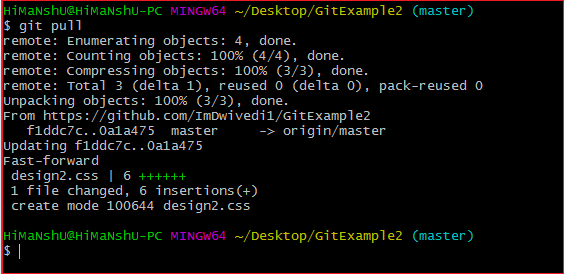 HiMaNshU@HiMaNshU-PC MINGW64 ~/Desktop/GitExample2 (master)
$ git pull
remote: Enumerating objects: 4, done.
remote: Counting objects: 100% (4/4), done.
remote: Compressing objects: 100% (3/3), done.
remote: Total 3 (delta 1), reused 0 (delta 0), pack-reused 0
Unpacking objects: 100% (3/3), done.
From https://github.com/ImDwivedi1/GitExample2
   f1ddc7c..0a1a475  master     -> origin/master
Updating f1ddc7c..0a1a475
Fast-forward
 design2.css | 6 ++++++
 1 file changed, 6 insertions(+)
 create mode 100644 design2.css
HiMaNshU@HiMaNshU-PC MINGW64 ~/Desktop/GitExample2 (master)
$